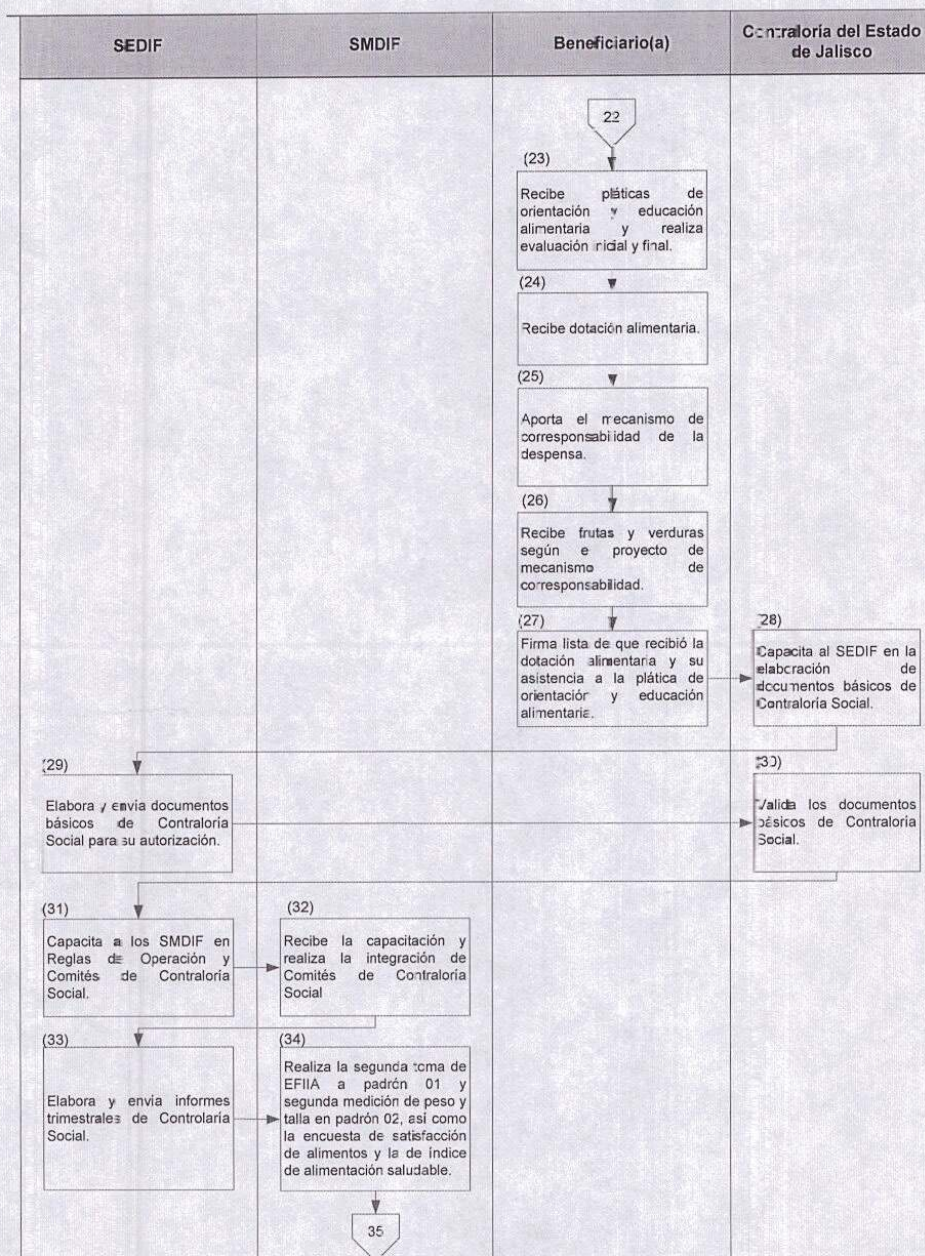 SEDIF
SMDIF
Beneficiario(a)
Contraloría del Estado
de Jalisco
22
(23)
Recibe pláticas de
orientación y educación
alimentaria y realiza
evaluación inicial y final.
(24)
Recibe dotación alimentaria.
(25)
Aporta el mecanismo de
corresponsabilidad de la
despensa.
(26)
Recibe frutas y verduras
según e proyecto de
mecanismo de
corresponsabilidad.
(27)
Firma lista de que recibió la
dotación alimentaria y su
asistencia a la plática de
orientación y educación
alimentaria.
(28)
Capacita al SEDIF en la
elaboración de
documentos básicos de
Contraloría Social.
(29)
Elabora y envía documentos
básicos de Contraloría
Social para su autorización.
(30)
Valida los documentos
básicos de Contraloría
Social.
(31)
Capacita a los SMDIF en
Reglas de Operación y
Comités de Contraloría
Social.
(32)
Recibe la capacitación y
realiza la integración de
Comités de Contraloría
Social
(33)
Elabora y envía informes
trimestrales de Controlaría
Social.
(34)
Realiza la segunda toma de
EFIIA a padrón 01 y
segunda medición de peso y
talla en padrón 02, así como
la encuesta de satisfacción
de alimentos y la de índice
de alimentación saludable.
35